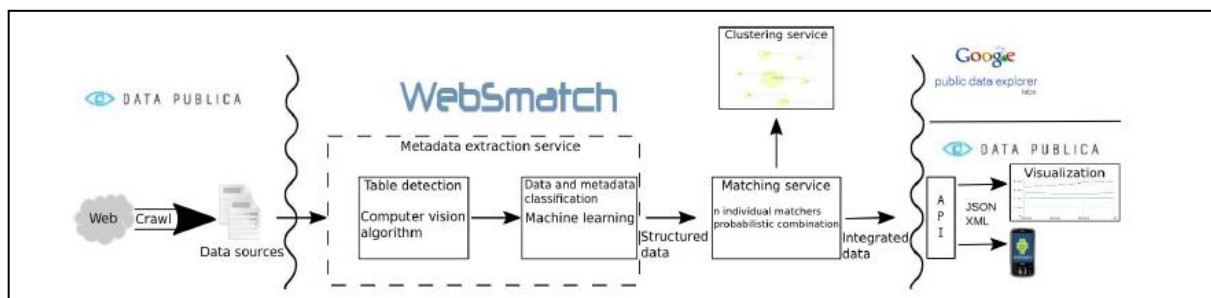 DATA PUBLICA
Web
Crawl
Data sources
WebSmatch
Metadata extraction service
Table detection
Computer vision
algorithm
Data and metadata
classification
Machine learning
Structured
data
Clustering service
Matching service
n individual matchers
probabilistic combination
Integrated
data
Google
public data explorer
labs
DATA PUBLICA
A
P
I
JSON
XML
Visualization